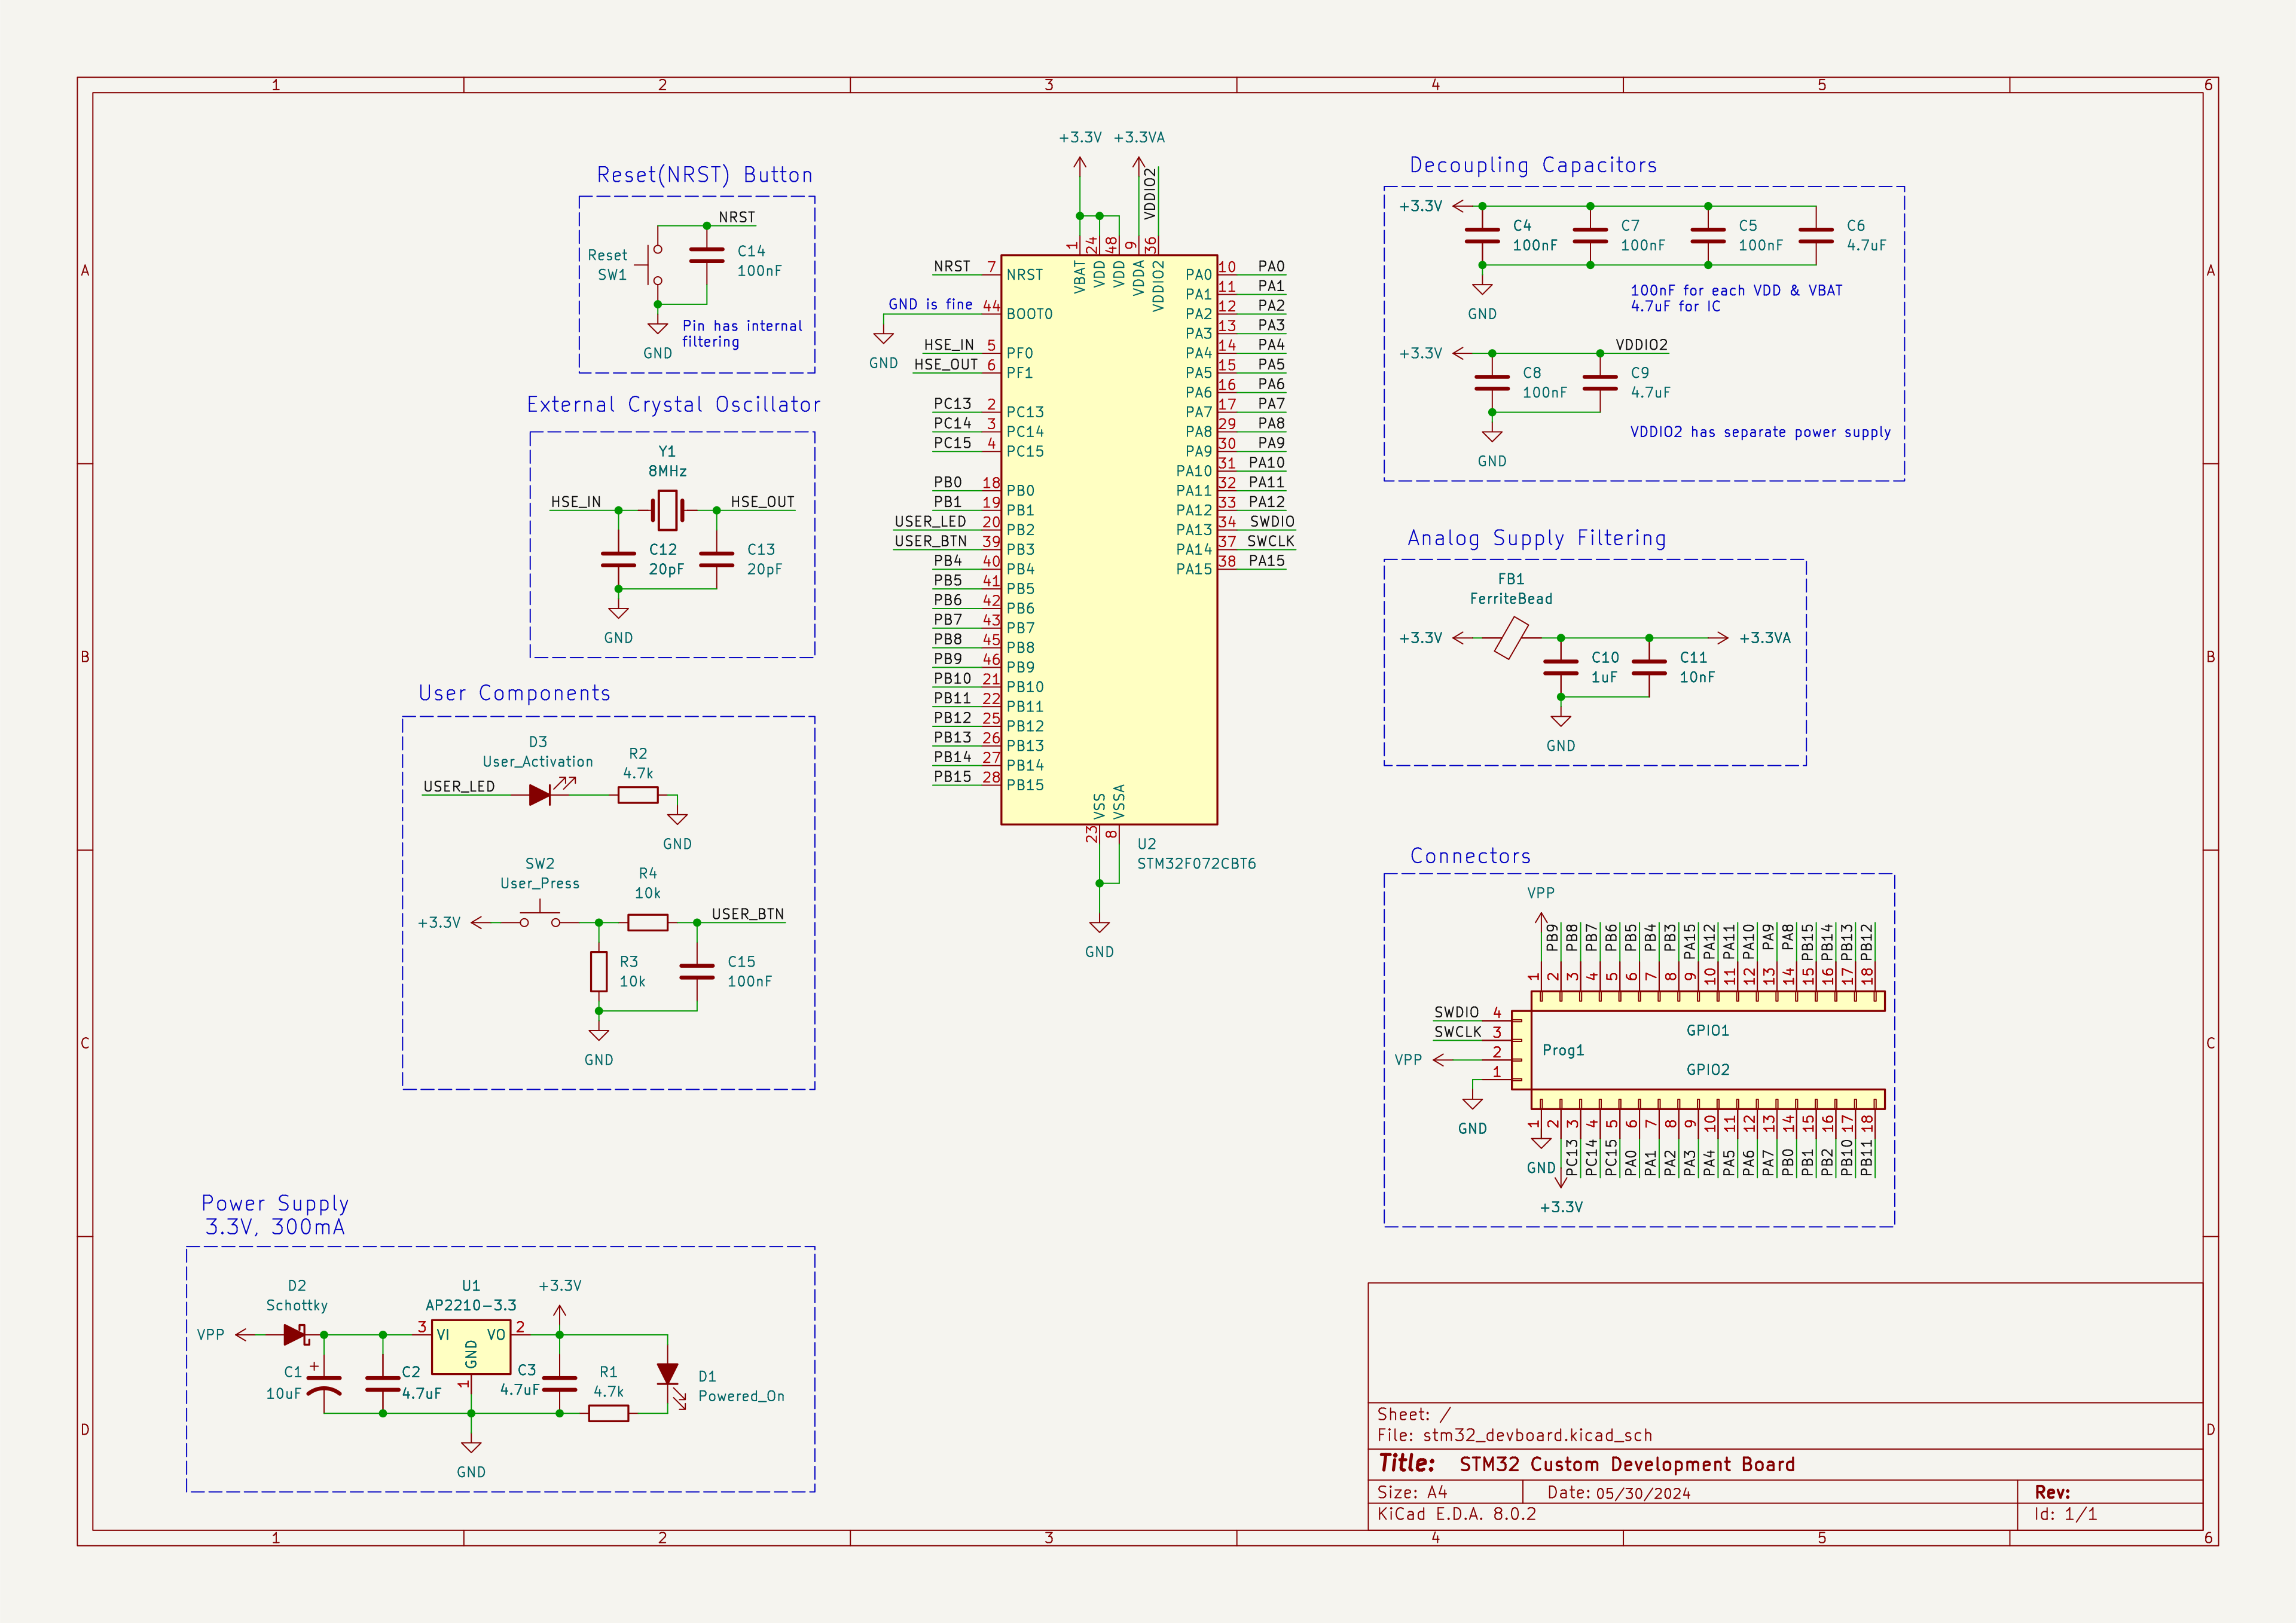 1 2 3 4 5 6
A
B
C
D
A
B
C
D
1 2 3 4 5 6
Reset(NRST) Button
NRST
Reset
SW1
C14
100nF
Pin has internal
filtering
GND
External Crystal Oscillator
Y1
8MHz
HSE_IN
HSE_OUT
C12
20pF
C13
20pF
GND
User Components
D3
User_Activation
R2
4.7k
USER_LED
GND
SW2
User_Press
R4
10k
+3.3V
USER_BTN
R3
10k
C15
100nF
GND
Power Supply
3.3V, 300mA
D2
Schottky
U1
AP2210-3.3
+3.3V
VPP
3 VI VO 2
GND
1
+
C1
10uF
C2
4.7uF
C3
4.7uF
R1
4.7k
D1
Powered_On
GND
+3.3V +3.3VA
VDDIO2
1 24 48 9 36
VBAT VDD VDD VDDA VDDIO2
NRST 7 NRST
GND is fine 44 BOOT0
GND
HSE_IN 5 PF0
HSE_OUT 6 PF1
PC13 2 PC13
PC14 3 PC14
PC15 4 PC15
PB0 18 PB0
PB1 19 PB1
USER_LED 20 PB2
USER_BTN 39 PB3
PB4 40 PB4
PB5 41 PB5
PB6 42 PB6
PB7 43 PB7
PB8 45 PB8
PB9 46 PB9
PB10 21 PB10
PB11 22 PB11
PB12 25 PB12
PB13 26 PB13
PB14 27 PB14
PB15 28 PB15
PA0 10 PA0
PA1 11 PA1
PA2 12 PA2
PA3 13 PA3
PA4 14 PA4
PA5 15 PA5
PA6 16 PA6
PA7 17 PA7
PA8 29 PA8
PA9 30 PA9
PA10 31 PA10
PA11 32 PA11
PA12 33 PA12
PA13 34 SWDIO
PA14 37 SWCLK
PA15 38 PA15
VSS VSSA
23 8
U2
STM32F072CBT6
GND
Decoupling Capacitors
+3.3V
C4
100nF
C7
100nF
C5
100nF
C6
4.7uF
100nF for each VDD & VBAT
4.7uF for IC
GND
+3.3V
VDDIO2
C8
100nF
C9
4.7uF
VDDIO2 has separate power supply
GND
Analog Supply Filtering
FB1
FerriteBead
+3.3V
+3.3VA
C10
1uF
C11
10nF
GND
Connectors
VPP
PB9 PB8 PB7 PB6 PB5 PB4 PB3 PA15 PA12 PA11 PA10 PA9 PA8 PB15 PB14 PB13 PB12
1 2 3 4 5 6 7 8 9 10 11 12 13 14 15 16 17 18
SWDIO 4
SWCLK 3
VPP 2
1
GND
GPIO1
Prog1
GPIO2
1 2 3 4 5 6 7 8 9 10 11 12 13 14 15 16 17 18
GND
PC13 PC14 PC15 PA0 PA1 PA2 PA3 PA4 PA5 PA6 PA7 PB0 PB1 PB2 PB10 PB11
+3.3V
Sheet: /
File: stm32_devboard.kicad_sch
Title: STM32 Custom Development Board
Size: A4 Date: 05/30/2024 Rev:
KiCad E.D.A. 8.0.2 Id: 1/1